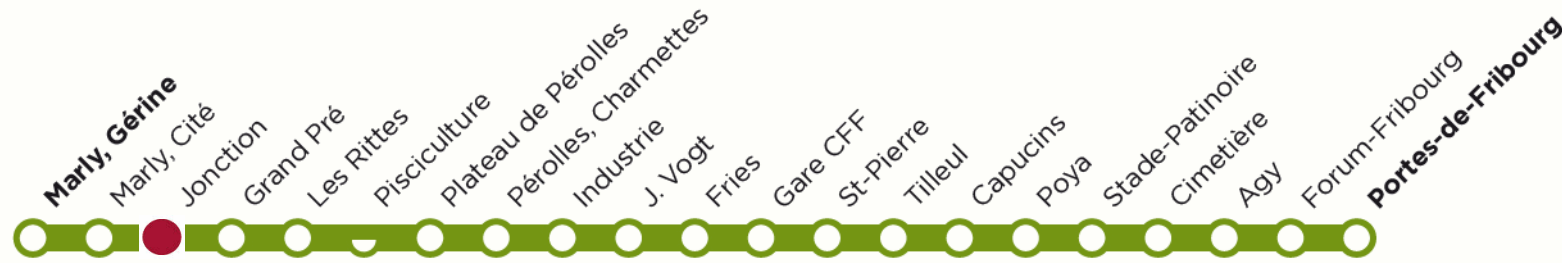 Marly, Gérine
Marly, Cité
Jonction
Grand Pré
Les Rittes
Pisciculture
Plateau de Pérolles
Pérolles, Charmettes
Industrie
J. Vogt
Fries
Gare CFF
St-Pierre
Tilleul
Capucins
Poya
Stade-Patinoire
Cimetière
Agy
Forum-Fribourg
Portes-de-Fribourg